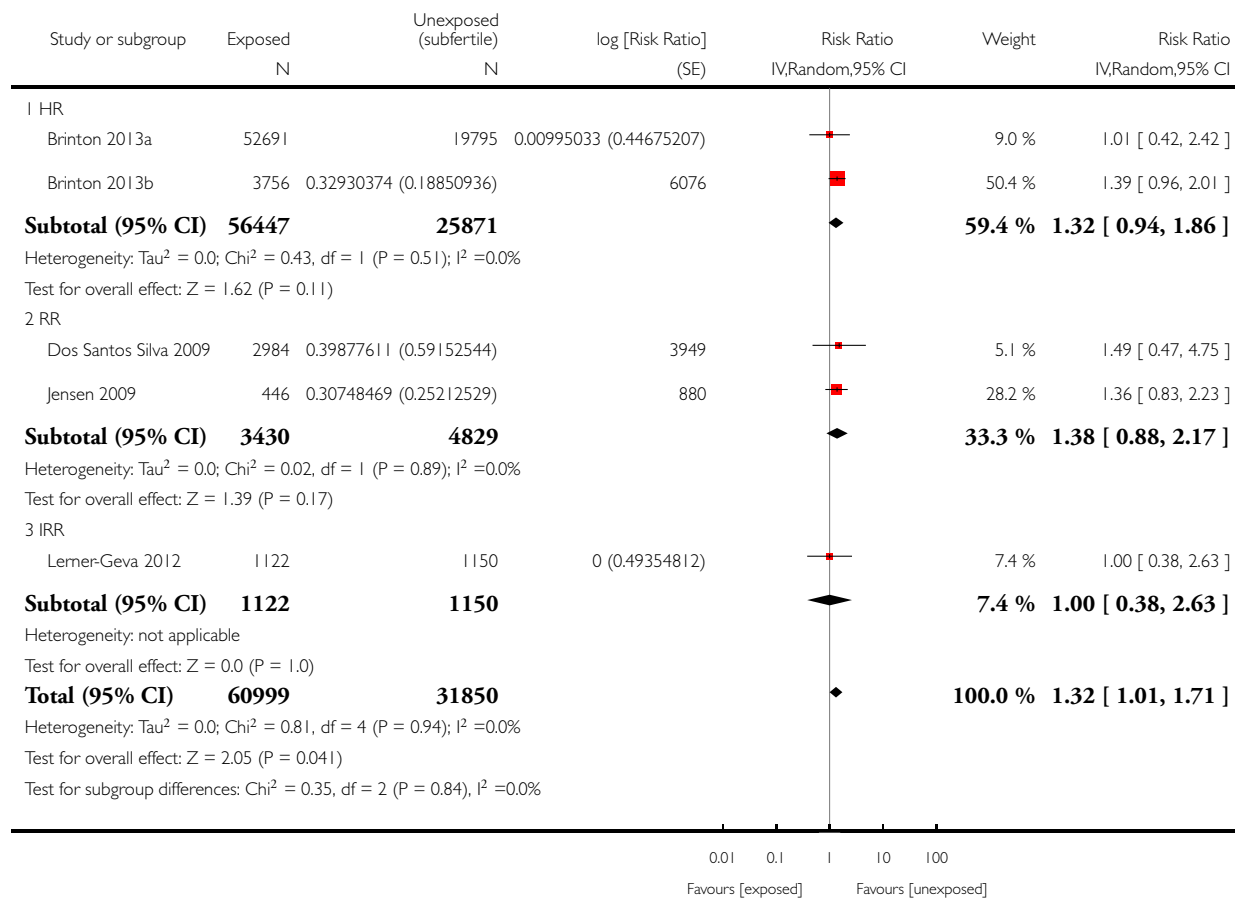 Unexposed
Study or subgroup Exposed (subfertile) log [Risk Ratio] Risk Ratio Weight Risk Ratio
N N (SE) IV,Random,95% CI IV,Random,95% CI
1 HR
Brinton 2013a 52691 19795 0.00995033 (0.44675207) 9.0 % 1.01 [ 0.42, 2.42 ]
Brinton 2013b 3756 0.32930374 (0.18850936) 6076 50.4 % 1.39 [ 0.96, 2.01 ]
Subtotal (95% CI) 56447 25871 59.4 % 1.32 [ 0.94, 1.86 ]
Heterogeneity: Tau² = 0.0; Chi² = 0.43, df = 1 (P = 0.51); I² =0.0%
Test for overall effect: Z = 1.62 (P = 0.11)
2 RR
Dos Santos Silva 2009 2984 0.39877611 (0.59152544) 3949 5.1 % 1.49 [ 0.47, 4.75 ]
Jensen 2009 446 0.30748469 (0.25212529) 880 28.2 % 1.36 [ 0.83, 2.23 ]
Subtotal (95% CI) 3430 4829 33.3 % 1.38 [ 0.88, 2.17 ]
Heterogeneity: Tau² = 0.0; Chi² = 0.02, df = 1 (P = 0.89); I² =0.0%
Test for overall effect: Z = 1.39 (P = 0.17)
3 IRR
Lerner-Geva 2012 1122 1150 0 (0.49354812) 7.4 % 1.00 [ 0.38, 2.63 ]
Subtotal (95% CI) 1122 1150 7.4 % 1.00 [ 0.38, 2.63 ]
Heterogeneity: not applicable
Test for overall effect: Z = 0.0 (P = 1.0)
Total (95% CI) 60999 31850 100.0 % 1.32 [ 1.01, 1.71 ]
Heterogeneity: Tau² = 0.0; Chi² = 0.81, df = 4 (P = 0.94); I² =0.0%
Test for overall effect: Z = 2.05 (P = 0.041)
Test for subgroup differences: Chi² = 0.35, df = 2 (P = 0.84), I² =0.0%
0.01 0.1 1 10 100
Favours [exposed] Favours [unexposed]